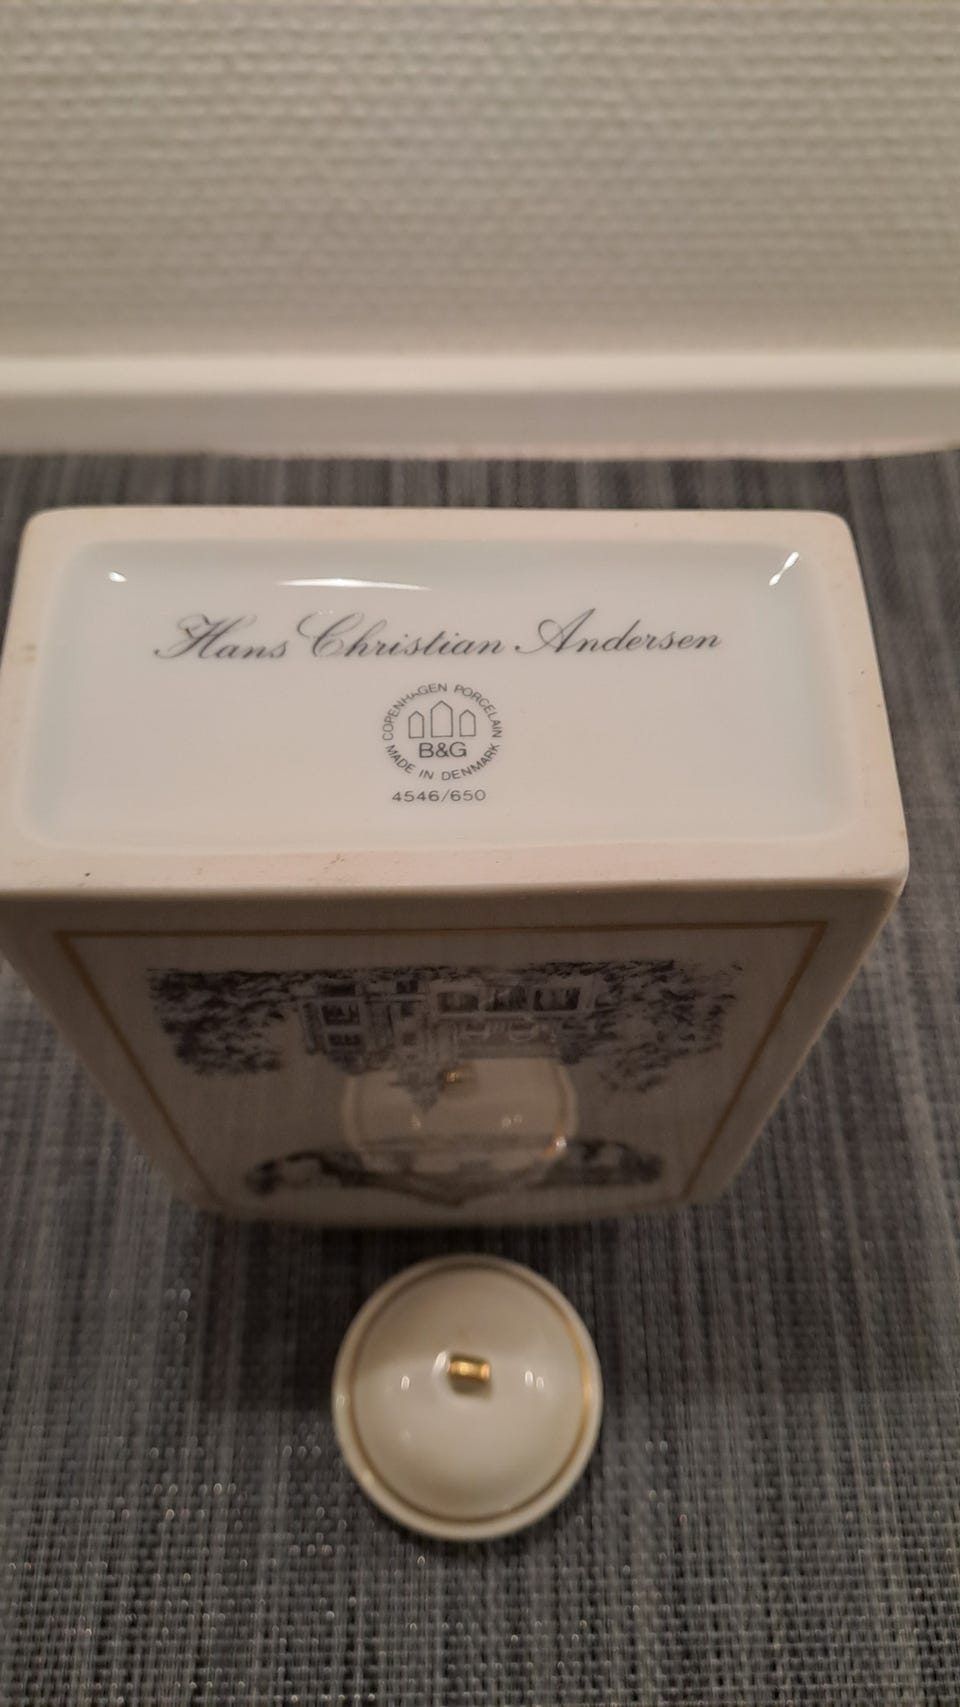 Hans Christian Andersen
COPENHAGEN PORCELAIN
B&G
MADE IN DENMARK
4546/650